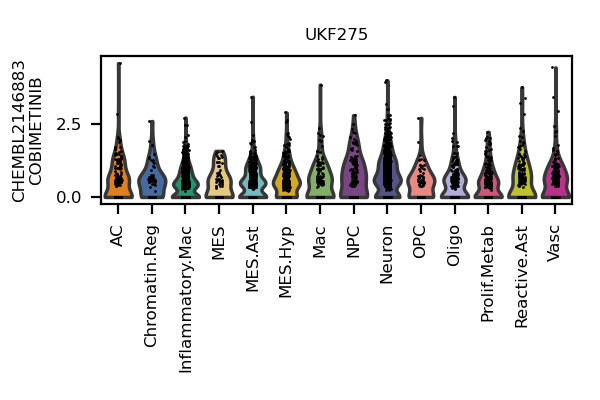 UKF275
CHEMBL2146883
COBIMETINIB
2.5
0.0
AC
Chromatin.Reg
Inflammatory.Mac
MES
MES.Ast
MES.Hyp
Mac
NPC
Neuron
OPC
Oligo
Prolif.Metab
Reactive.Ast
Vasc